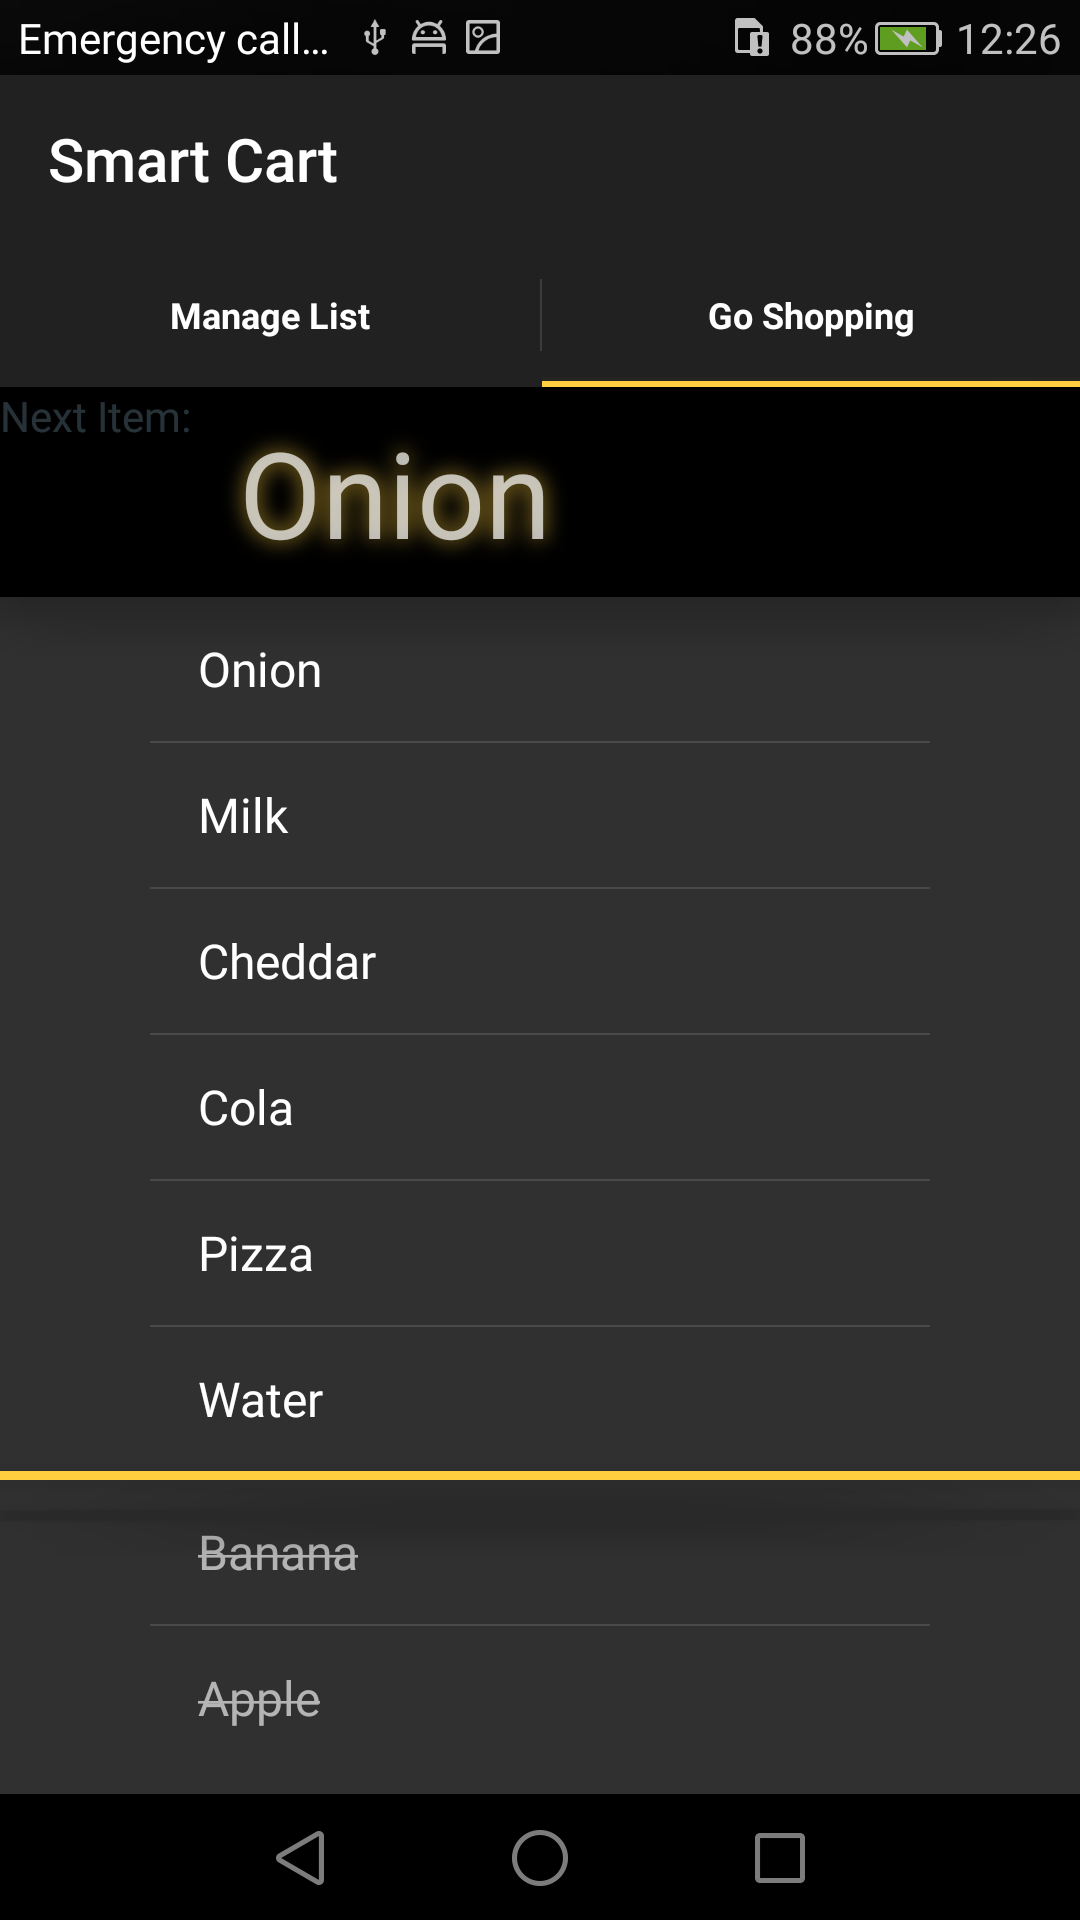 Emergency call... 88% 12:26
Smart Cart
Manage List Go Shopping
Next Item:
Onion
Onion
Milk
Cheddar
Cola
Pizza
Water
Banana
Apple